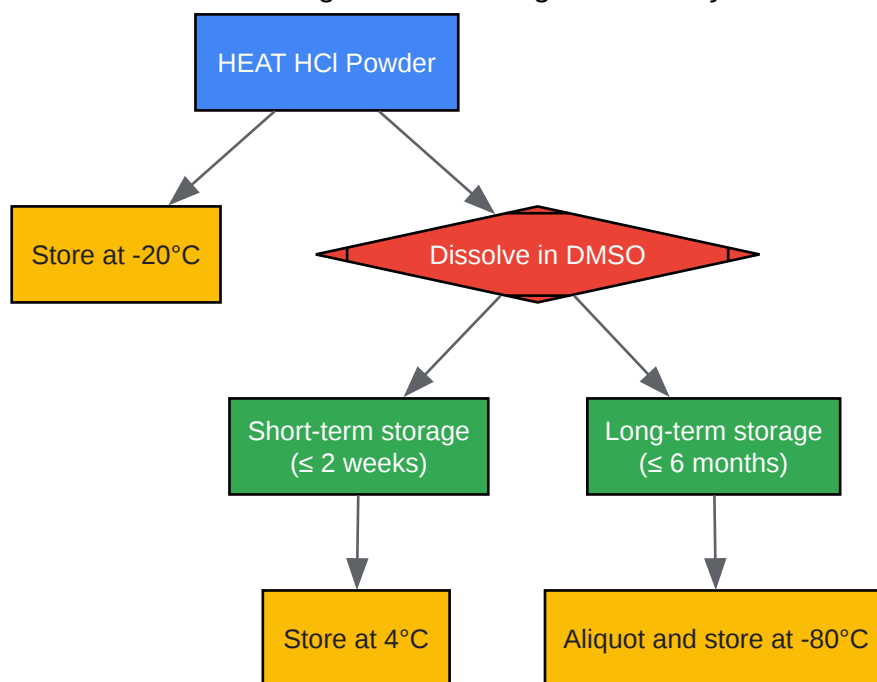 HEAT HCl Powder
Store at -20°C
Dissolve in DMSO
Short-term storage
(≤ 2 weeks)
Long-term storage
(≤ 6 months)
Store at 4°C
Aliquot and store at -80°C